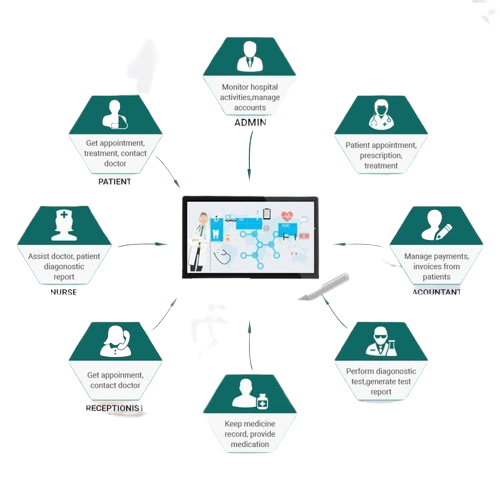 Monitor hospital
activities,manage
accounts
ADMIN
Get appointment,
treatment, contact
doctor
PATIENT
Patient appointment,
prescription,
treatment
Assist doctor, patient
diagonostic
report
NURSE
Manage payments,
invoices from
patients
ACOUNTANT
Get appoinment,
contact doctor
RECEPTIONIST
Perform diagonostic
test,generate test
report
Keep medicine
record, provide
medication